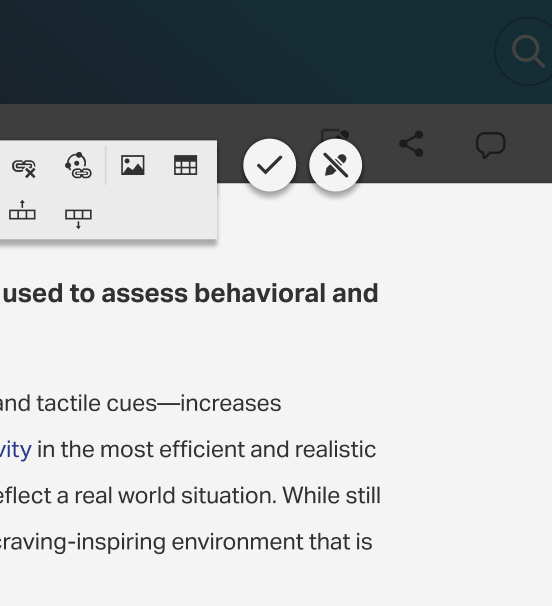 used to assess behavioral and
and tactile cues—increases
vity in the most efficient and realistic
eflect a real world situation. While still
craving-inspiring environment that is